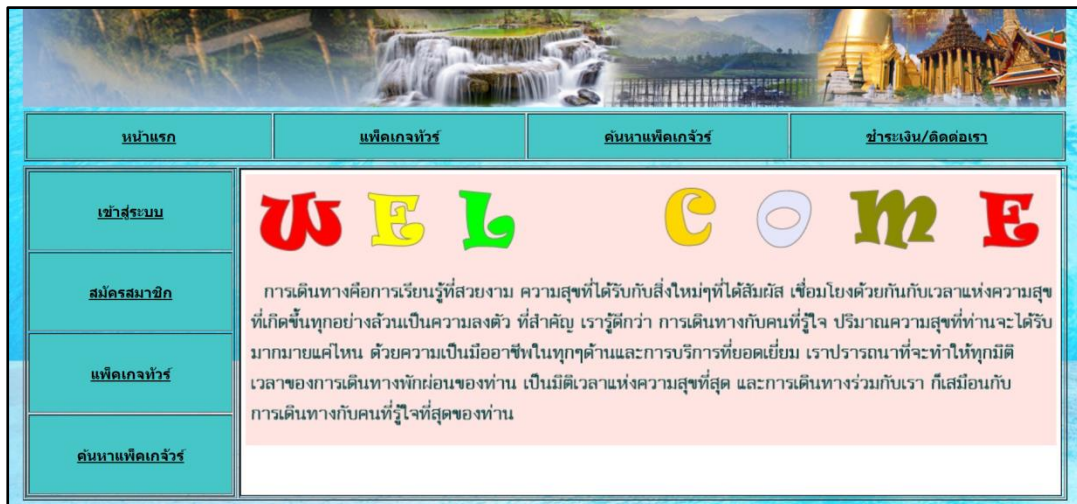 หน้าแรก
แพ็คเกจทัวร์
ค้นหาแพ็คเกจัวร์
ชำระเงิน/ติดต่อเรา
เข้าสู่ระบบ
สมัครสมาชิก
แพ็คเกจทัวร์
ค้นหาแพ็คเกจัวร์
WEL COME
การเดินทางคือการเรียนรู้ที่สวยงาม ความสุขที่ได้รับกับสิ่งใหม่ๆที่ได้สัมผัส เชื่อมโยงด้วยกันกับเวลาแห่งความสุข
ที่เกิดขึ้นทุกอย่างล้วนเป็นความลงตัว ที่สำคัญ เรารู้ดีกว่า การเดินทางกับคนที่รู้ใจ ปริมาณความสุขที่ท่านจะได้รับ
มากมายแค่ไหน ด้วยความเป็นมืออาชีพในทุกๆด้านและการบริการที่ยอดเยี่ยม เราปรารถนาที่จะทำให้ทุกมิติ
เวลาของการเดินทางพักผ่อนของท่าน เป็นมิติเวลาแห่งความสุขที่สุด และการเดินทางร่วมกับเรา ก็เสมือนกับ
การเดินทางกับคนที่รู้ใจที่สุดของท่าน